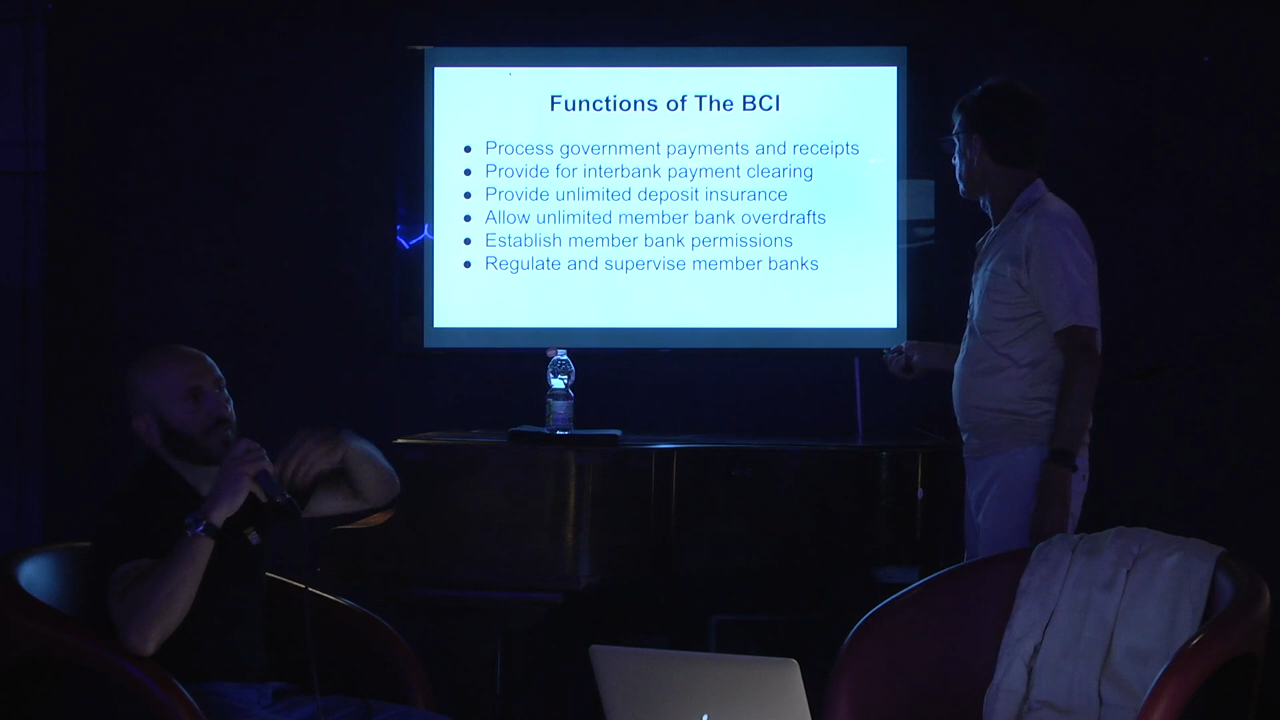 Functions of The BCI
● Process government payments and receipts
● Provide for interbank payment clearing
● Provide unlimited deposit insurance
● Allow unlimited member bank overdrafts
● Establish member bank permissions
● Regulate and supervise member banks